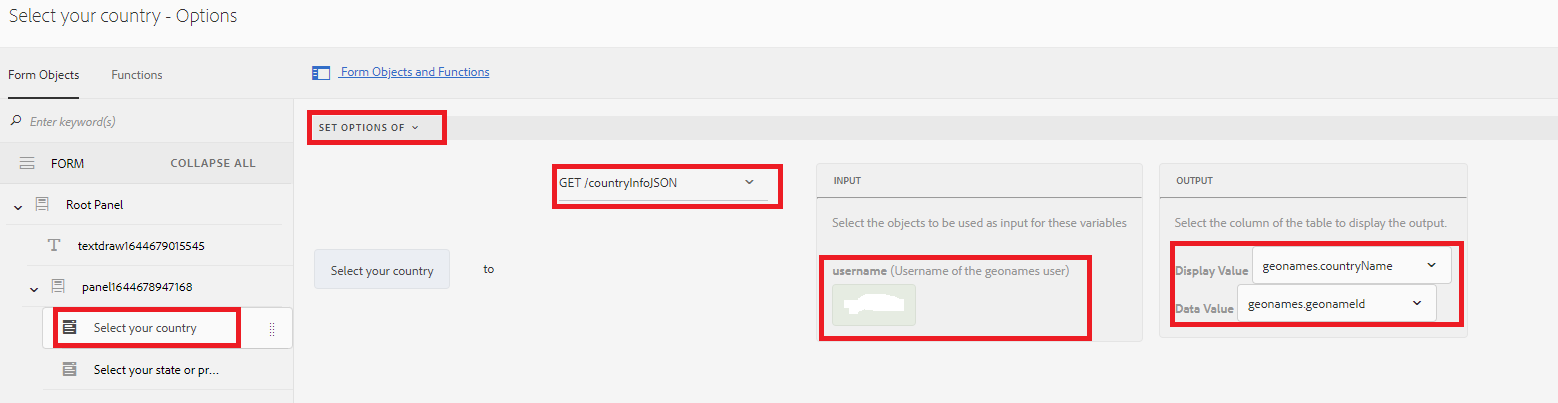 Select your country - Options
Form Objects
Functions
Form Objects and Functions
Enter keyword(s)
SET OPTIONS OF
FORM
COLLAPSE ALL
GET /countryInfoJSON
INPUT
OUTPUT
Root Panel
Select the objects to be used as input for these variables
Select the column of the table to display the output.
textdraw1644679015545
Select your country
to
username (Username of the geonames user)
Display Value
geonames.countryName
panel1644678947168
Data Value
geonames.geonameId
Select your country
Select your state or pr...